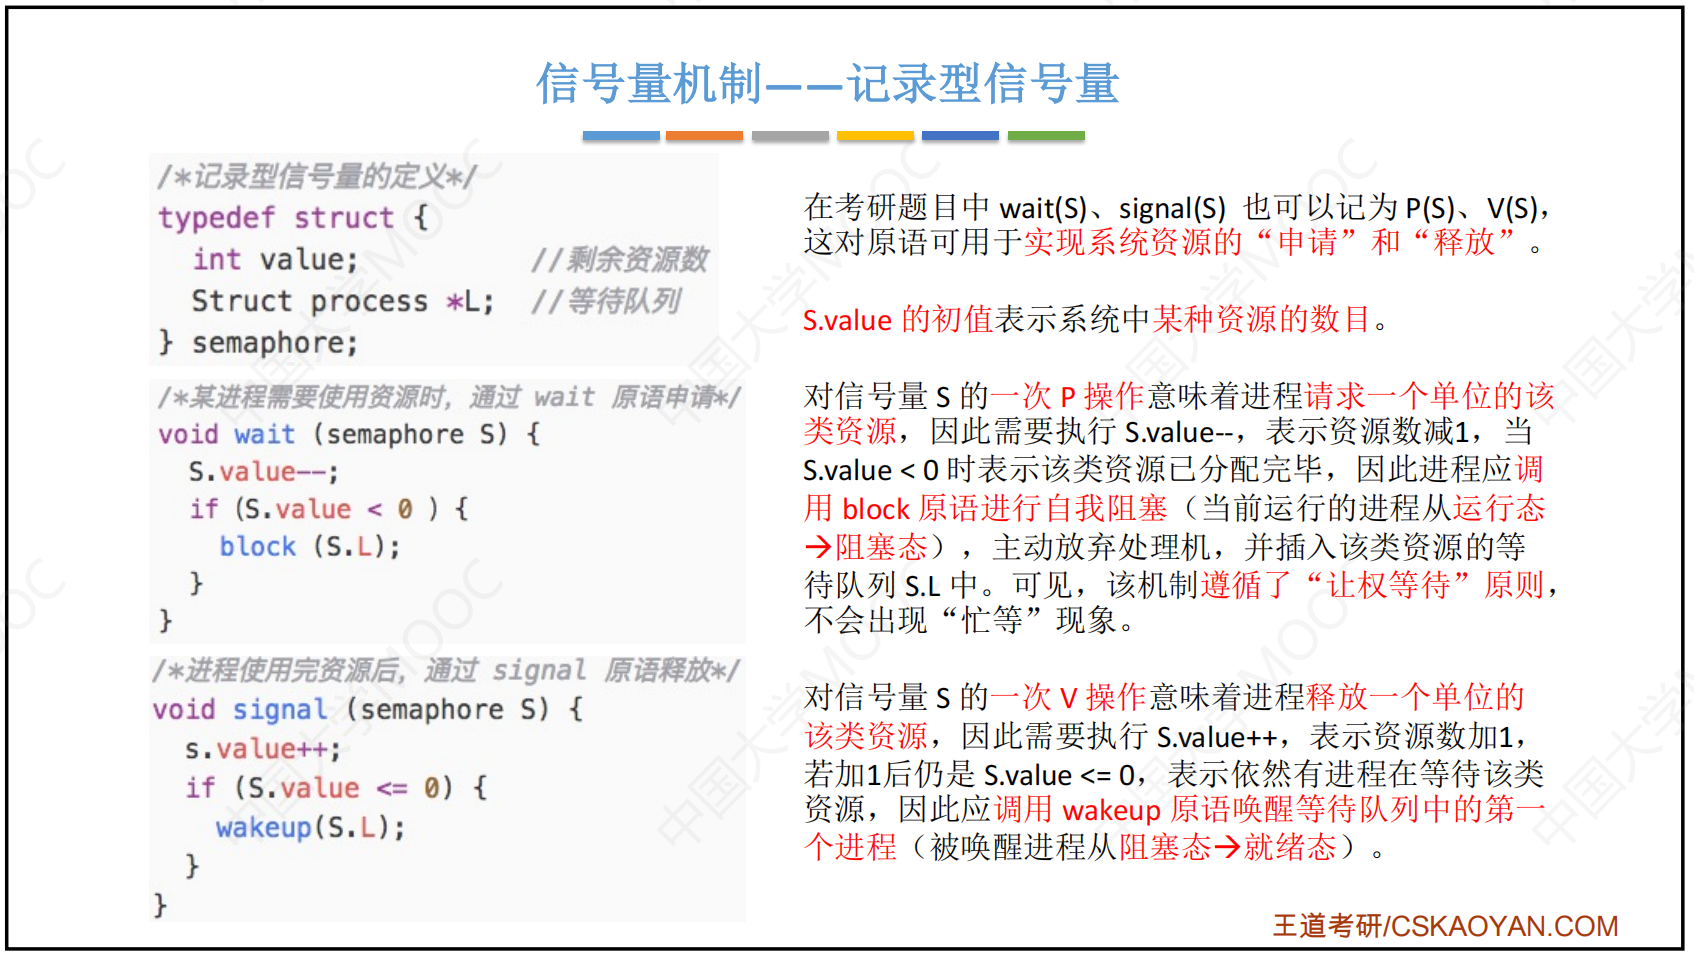 信号量机制——记录型信号量
/*记录型信号量的定义*/
typedef struct {
int value; //剩余资源数
Struct process *L; //等待队列
} semaphore;
/*某进程需要使用资源时，通过 wait 原语申请*/
void wait (semaphore S) {
S.value--;
if (S.value < 0 ) {
block (S.L);
}
}
/*进程使用完资源后，通过 signal 原语释放*/
void signal (semaphore S) {
s.value++;
if (S.value <= 0) {
wakeup(S.L);
}
}
在考研题目中 wait(S)、signal(S) 也可以记为 P(S)、V(S)，
这对原语可用于实现系统资源的“申请”和“释放”。
S.value 的初值表示系统中某种资源的数目。
对信号量 S 的一次 P 操作意味着进程请求一个单位的该
类资源，因此需要执行 S.value--，表示资源数减1，当
S.value < 0 时表示该类资源已分配完毕，因此进程应调
用 block 原语进行自我阻塞（当前运行的进程从运行态
→阻塞态），主动放弃处理机，并插入该类资源的等
待队列 S.L 中。可见，该机制遵循了“让权等待”原则，
不会出现“忙等”现象。
对信号量 S 的一次 V 操作意味着进程释放一个单位的
该类资源，因此需要执行 S.value++，表示资源数加1，
若加1后仍是 S.value <= 0，表示依然有进程在等待该类
资源，因此应调用 wakeup 原语唤醒等待队列中的第一
个进程（被唤醒进程从阻塞态→就绪态）。
王道考研/CSKAOYAN.COM
中国大学MOOC